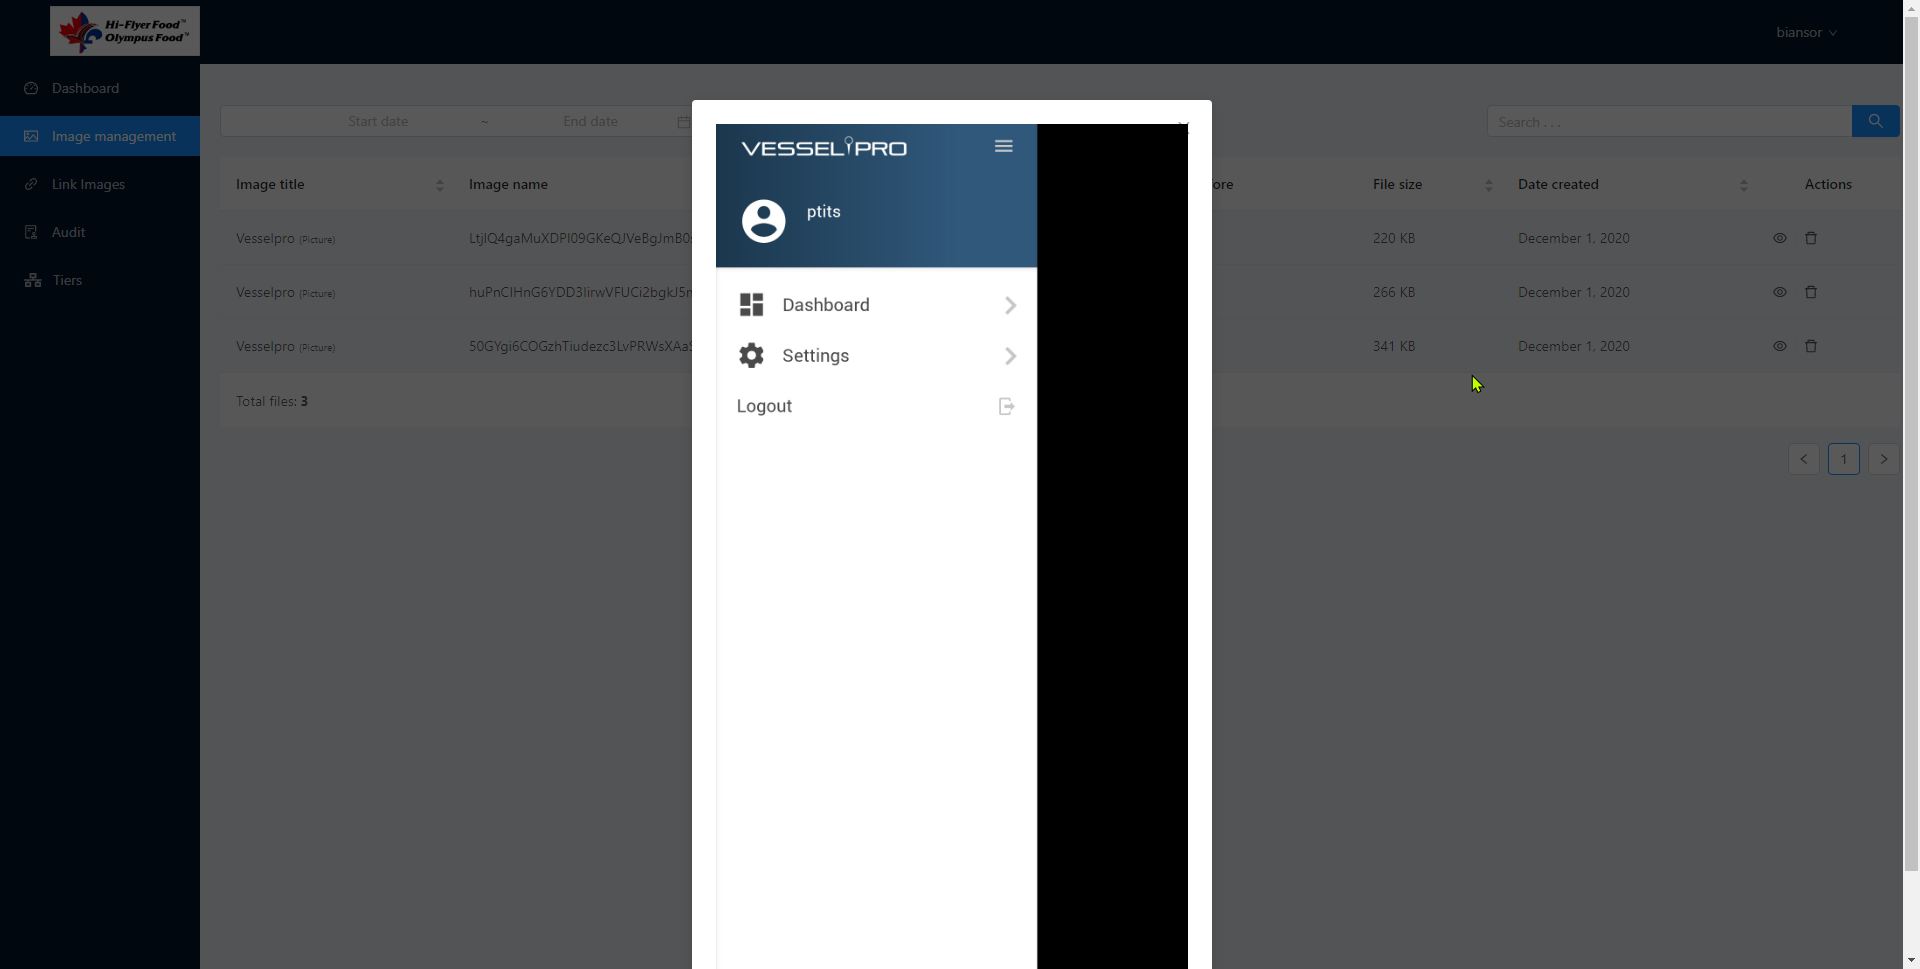 Hi-Flyer Food™
Olympus Food™
biansor
Dashboard
Image management
Link Images
Audit
Tiers
Start date ~ End date
Search . . .
Image title Image name ore File size Date created Actions
Vesselpro (Picture) 220 KB December 1, 2020
Vesselpro (Picture) 266 KB December 1, 2020
Vesselpro (Picture) 341 KB December 1, 2020
Total files: 3
1
VESSELPRO
ptits
Dashboard
Settings
Logout